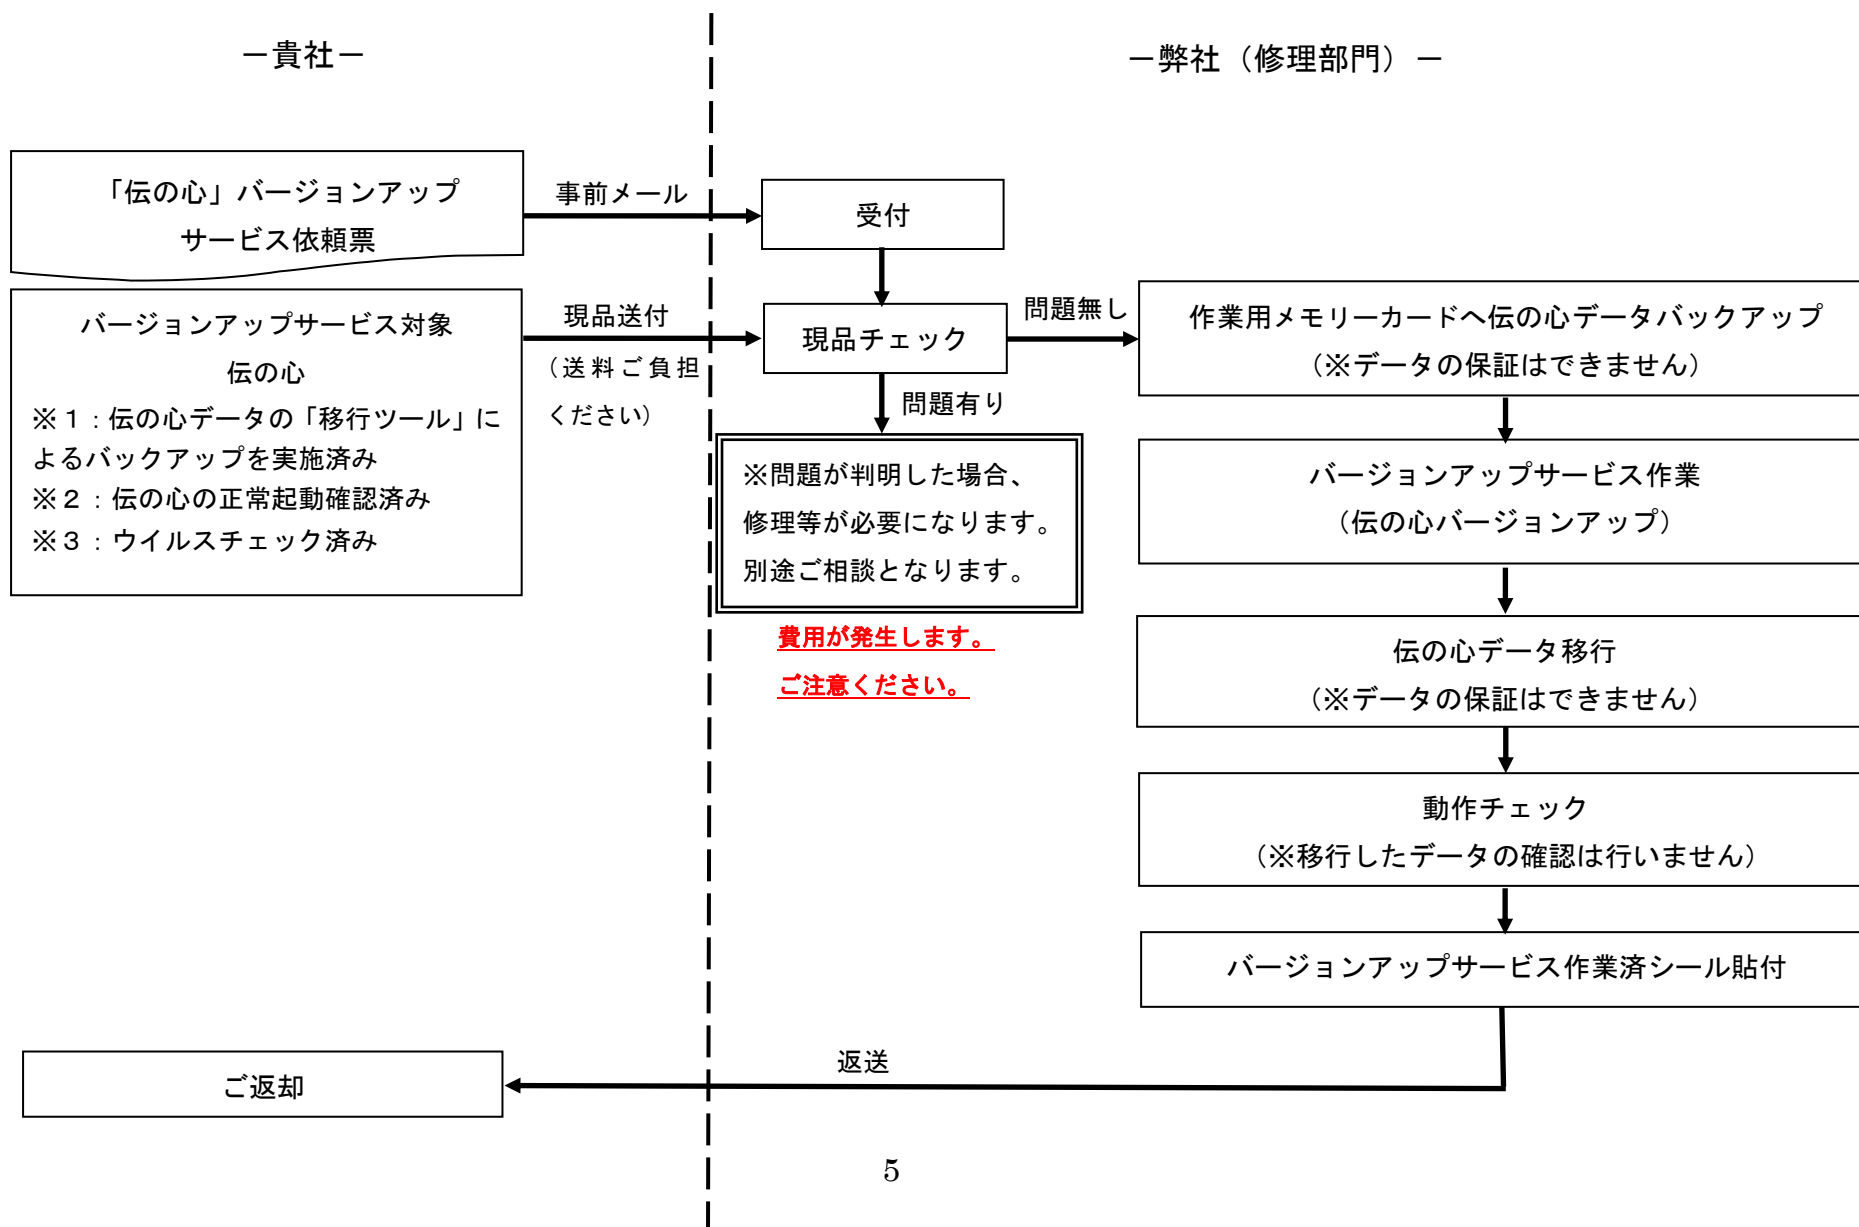 －貴社－
－弊社（修理部門）－
「伝の心」バージョンアップ
サービス依頼票
事前メール
受付
バージョンアップサービス対象
伝の心
※１：伝の心データの「移行ツール」に
よるバックアップを実施済み
※２：伝の心の正常起動確認済み
※３：ウイルスチェック済み
現品送付
（送料ご負担
ください）
現品チェック
問題無し
問題有り
※問題が判明した場合、
修理等が必要になります。
別途ご相談となります。
費用が発生します。
ご注意ください。
作業用メモリーカードへ伝の心データバックアップ
（※データの保証はできません）
バージョンアップサービス作業
（伝の心バージョンアップ）
伝の心データ移行
（※データの保証はできません）
動作チェック
（※移行したデータの確認は行いません）
バージョンアップサービス作業済シール貼付
返送
ご返却
5